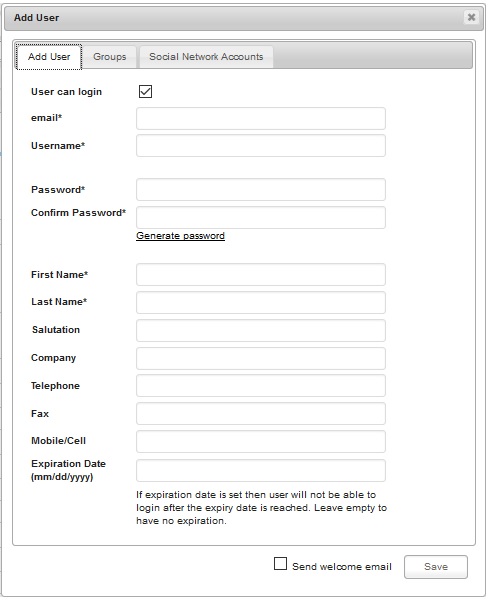 Add User
Add User Groups Social Network Accounts
User can login
email*
Username*
Password*
Confirm Password*
Generate password
First Name*
Last Name*
Salutation
Company
Telephone
Fax
Mobile/Cell
Expiration Date
(mm/dd/yyyy)
If expiration date is set then user will not be able to
login after the expiry date is reached. Leave empty to
have no expiration.
Send welcome email Save